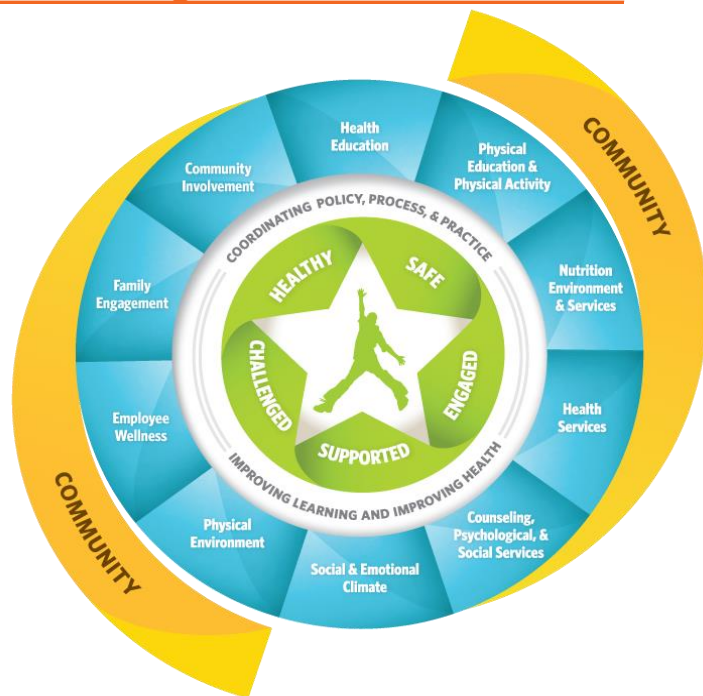 COMMUNITY
Health
Education
Physical
Education &
Physical Activity
Nutrition
Environment
& Services
Health
Services
Counseling,
Psychological, &
Social Services
Social & Emotional
Climate
Physical
Environment
Employee
Wellness
Family
Engagement
Community
Involvement
COORDINATING POLICY, PROCESS, & PRACTICE
IMPROVING LEARNING AND IMPROVING HEALTH
HEALTHY
SAFE
ENGAGED
SUPPORTED
CHALLENGED
COMMUNITY